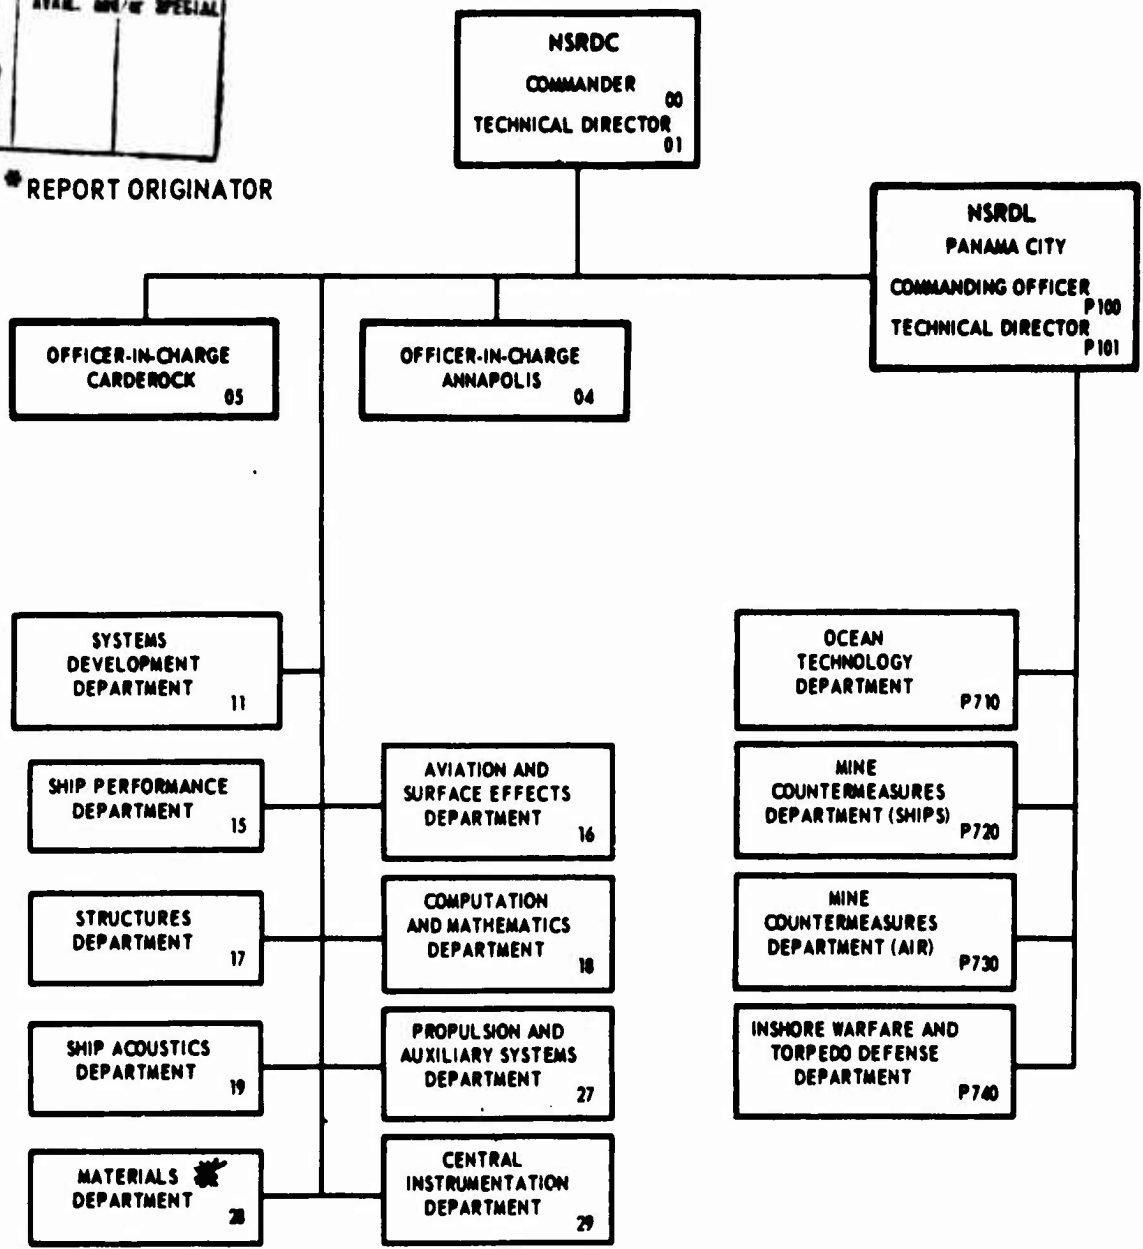 AVAIL. and/or SPECIAL
* REPORT ORIGINATOR
NSRDC
COMMANDER
00
TECHNICAL DIRECTOR
01
NSRDL
PANAMA CITY
COMMANDING OFFICER
P100
TECHNICAL DIRECTOR
P101
OFFICER-IN-CHARGE
CARDEROCK
05
OFFICER-IN-CHARGE
ANNAPOLIS
04
SYSTEMS
DEVELOPMENT
DEPARTMENT
11
SHIP PERFORMANCE
DEPARTMENT
15
AVIATION AND
SURFACE EFFECTS
DEPARTMENT
16
STRUCTURES
DEPARTMENT
17
COMPUTATION
AND MATHEMATICS
DEPARTMENT
18
SHIP ACOUSTICS
DEPARTMENT
19
PROPULSION AND
AUXILIARY SYSTEMS
DEPARTMENT
27
MATERIALS *
DEPARTMENT
28
CENTRAL
INSTRUMENTATION
DEPARTMENT
29
OCEAN
TECHNOLOGY
DEPARTMENT
P710
MINE
COUNTERMEASURES
DEPARTMENT (SHIPS)
P720
MINE
COUNTERMEASURES
DEPARTMENT (AIR)
P730
INSHORE WARFARE AND
TORPEDO DEFENSE
DEPARTMENT
P740